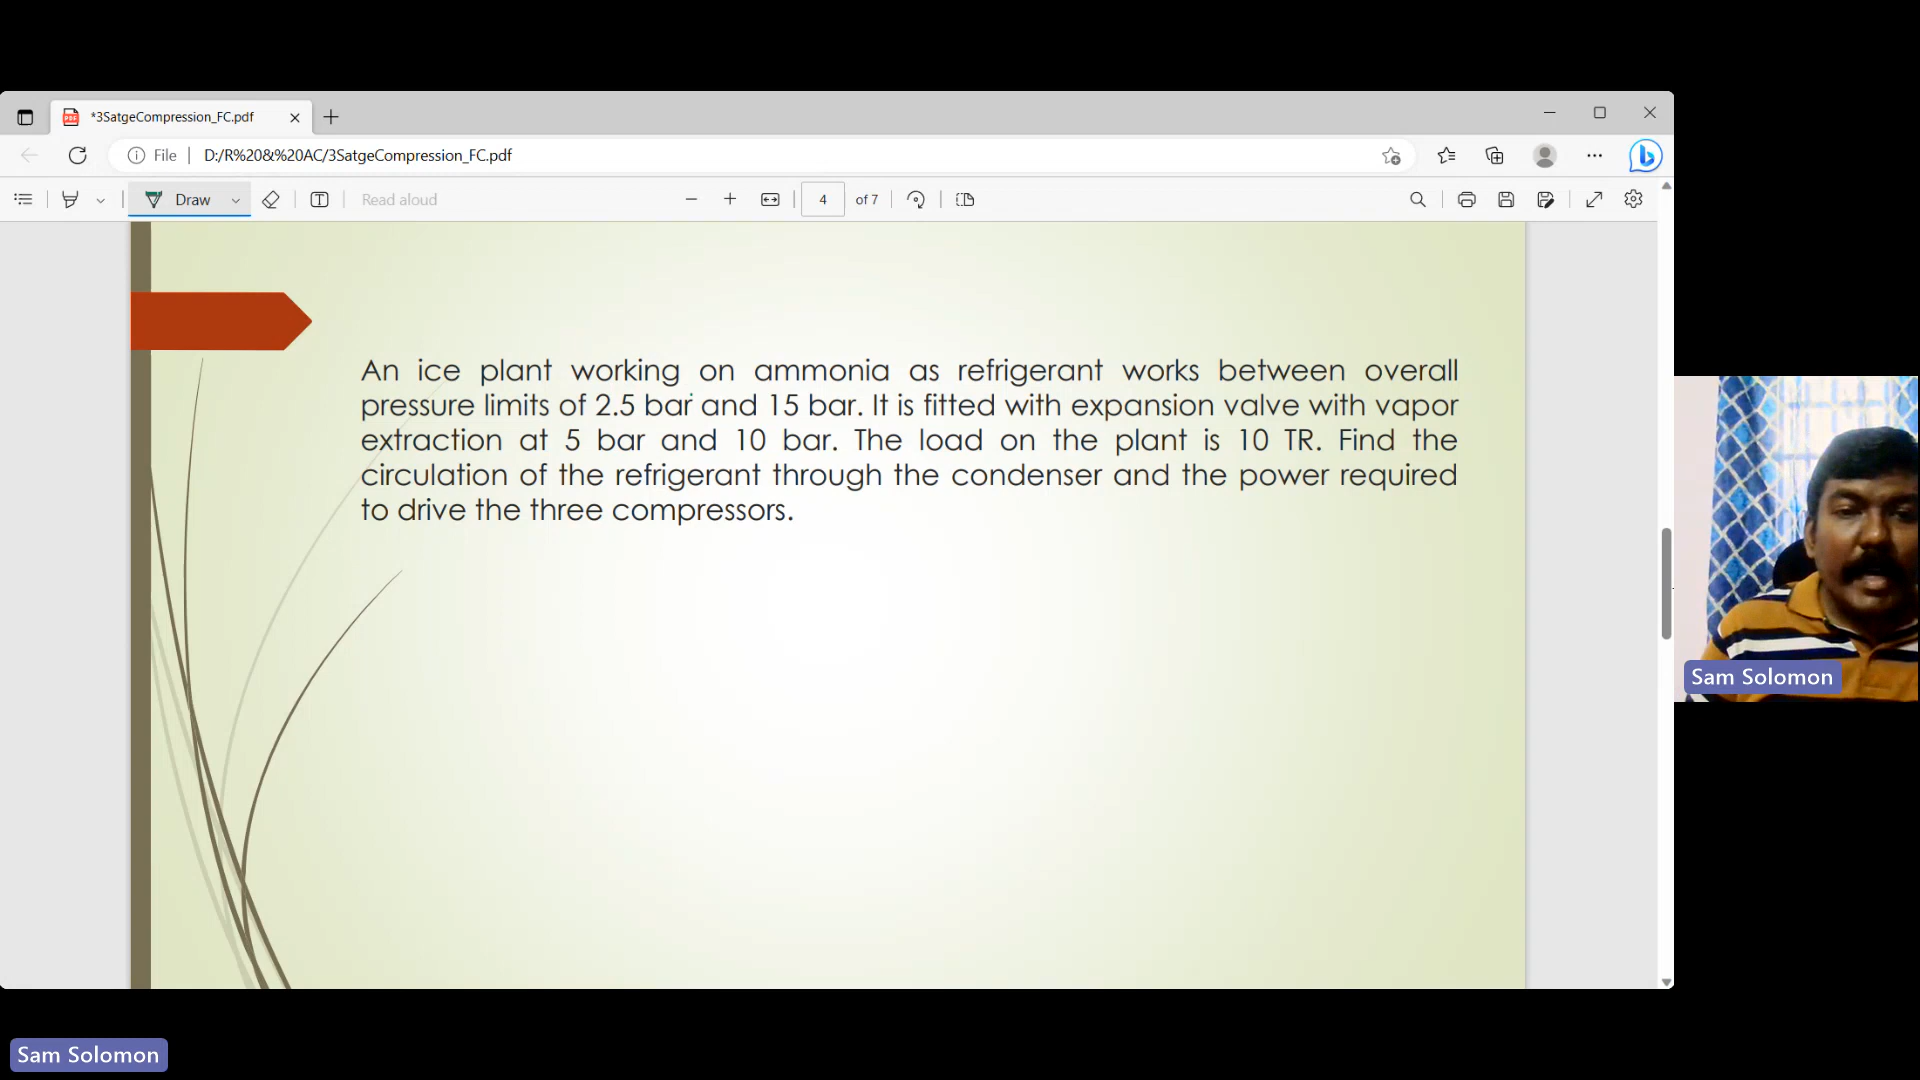 *3SatgeCompression_FC.pdf
File
D:/R%20&%20AC/3SatgeCompression_FC.pdf
Draw
T
Read aloud
4
of 7
An ice plant working on ammonia as refrigerant works between overall
pressure limits of 2.5 bar and 15 bar. It is fitted with expansion valve with vapor
extraction at 5 bar and 10 bar. The load on the plant is 10 TR. Find the
circulation of the refrigerant through the condenser and the power required
to drive the three compressors.
Sam Solomon
Sam Solomon